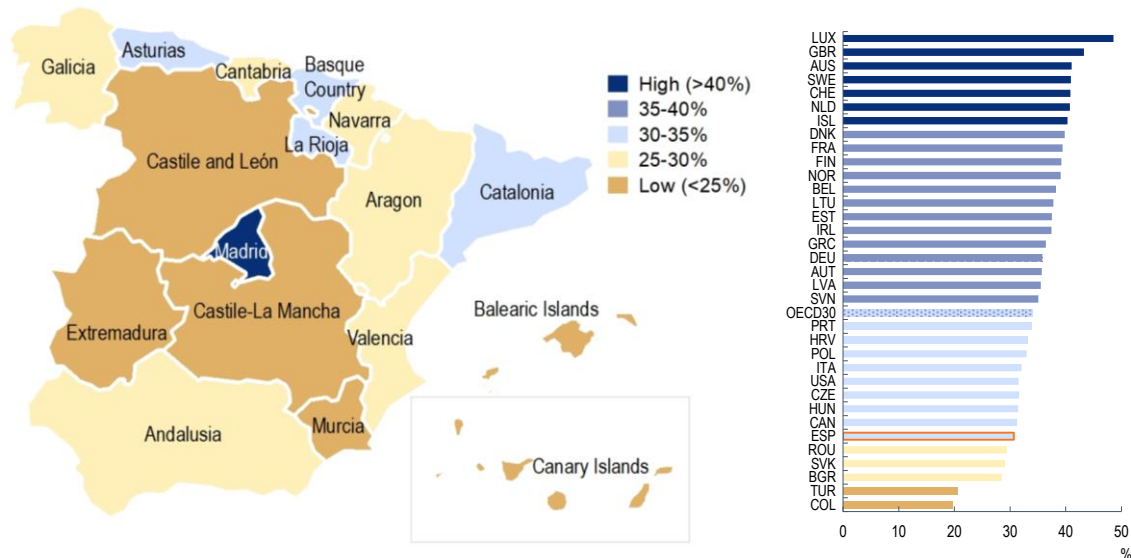 Asturias
Galicia
Cantabria
Basque
Country
Navarra
La Rioja
Castile and León
Aragon
Catalonia
Madrid
Castile-La Mancha
Extremadura
Valencia
Balearic Islands
Murcia
Andalusia
Canary Islands
High (>40%)
35-40%
30-35%
25-30%
Low (<25%)
LUX
GBR
AUS
SWE
CHE
NLD
ISL
DNK
FRA
FIN
NOR
BEL
LTU
EST
IRL
GRC
DEU
AUT
LVA
SVN
OECD30
PRT
HRV
POL
ITA
USA
CZE
HUN
CAN
ESP
ROU
SVK
BGR
TUR
COL
0 10 20 30 40 50
%